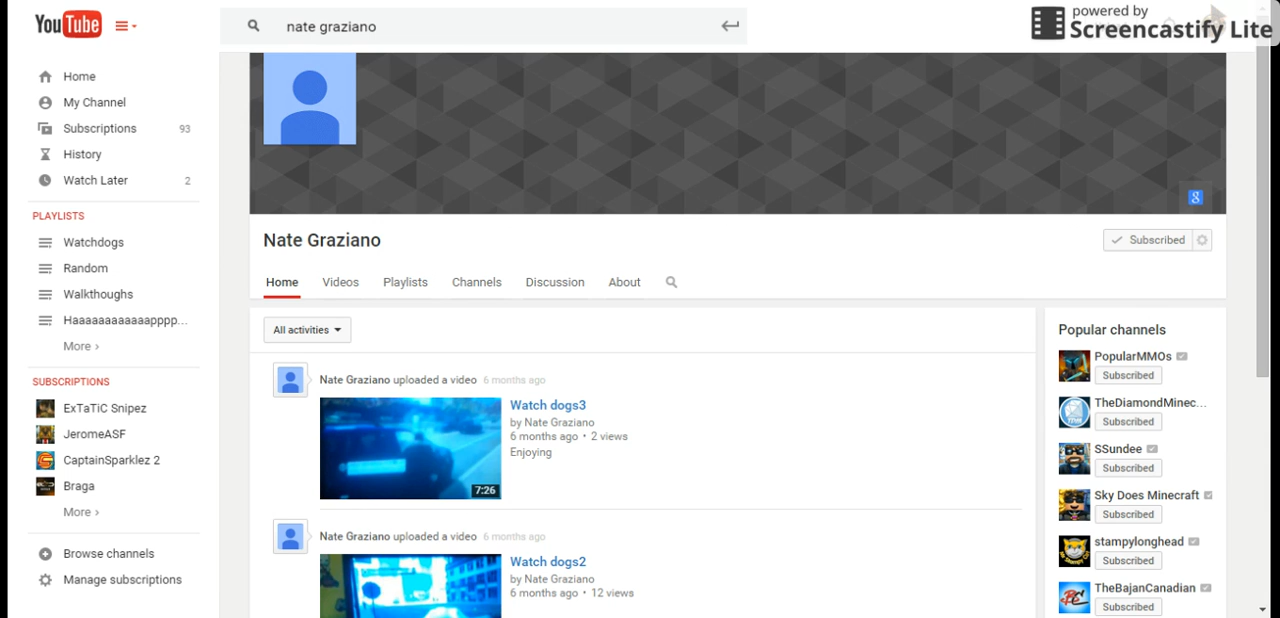 YouTube
nate graziano
powered by
Screencastify Lite
Home
My Channel
Subscriptions 93
History
Watch Later 2
PLAYLISTS
Watchdogs
Random
Walkthoughs
Haaaaaaaaaaaapppp...
More ›
SUBSCRIPTIONS
ExTaTiC Snipez
JeromeASF
CaptainSparklez 2
Braga
More ›
Browse channels
Manage subscriptions
g
Nate Graziano
Subscribed
Home Videos Playlists Channels Discussion About
All activities
Nate Graziano uploaded a video 6 months ago
Watch dogs3
by Nate Graziano
6 months ago • 2 views
Enjoying
7:26
Nate Graziano uploaded a video 6 months ago
Watch dogs2
by Nate Graziano
6 months ago • 12 views
Popular channels
PopularMMOs
Subscribed
TheDiamondMinec...
Subscribed
SSundee
Subscribed
Sky Does Minecraft
Subscribed
stampylonghead
Subscribed
TheBajanCanadian
Subscribed